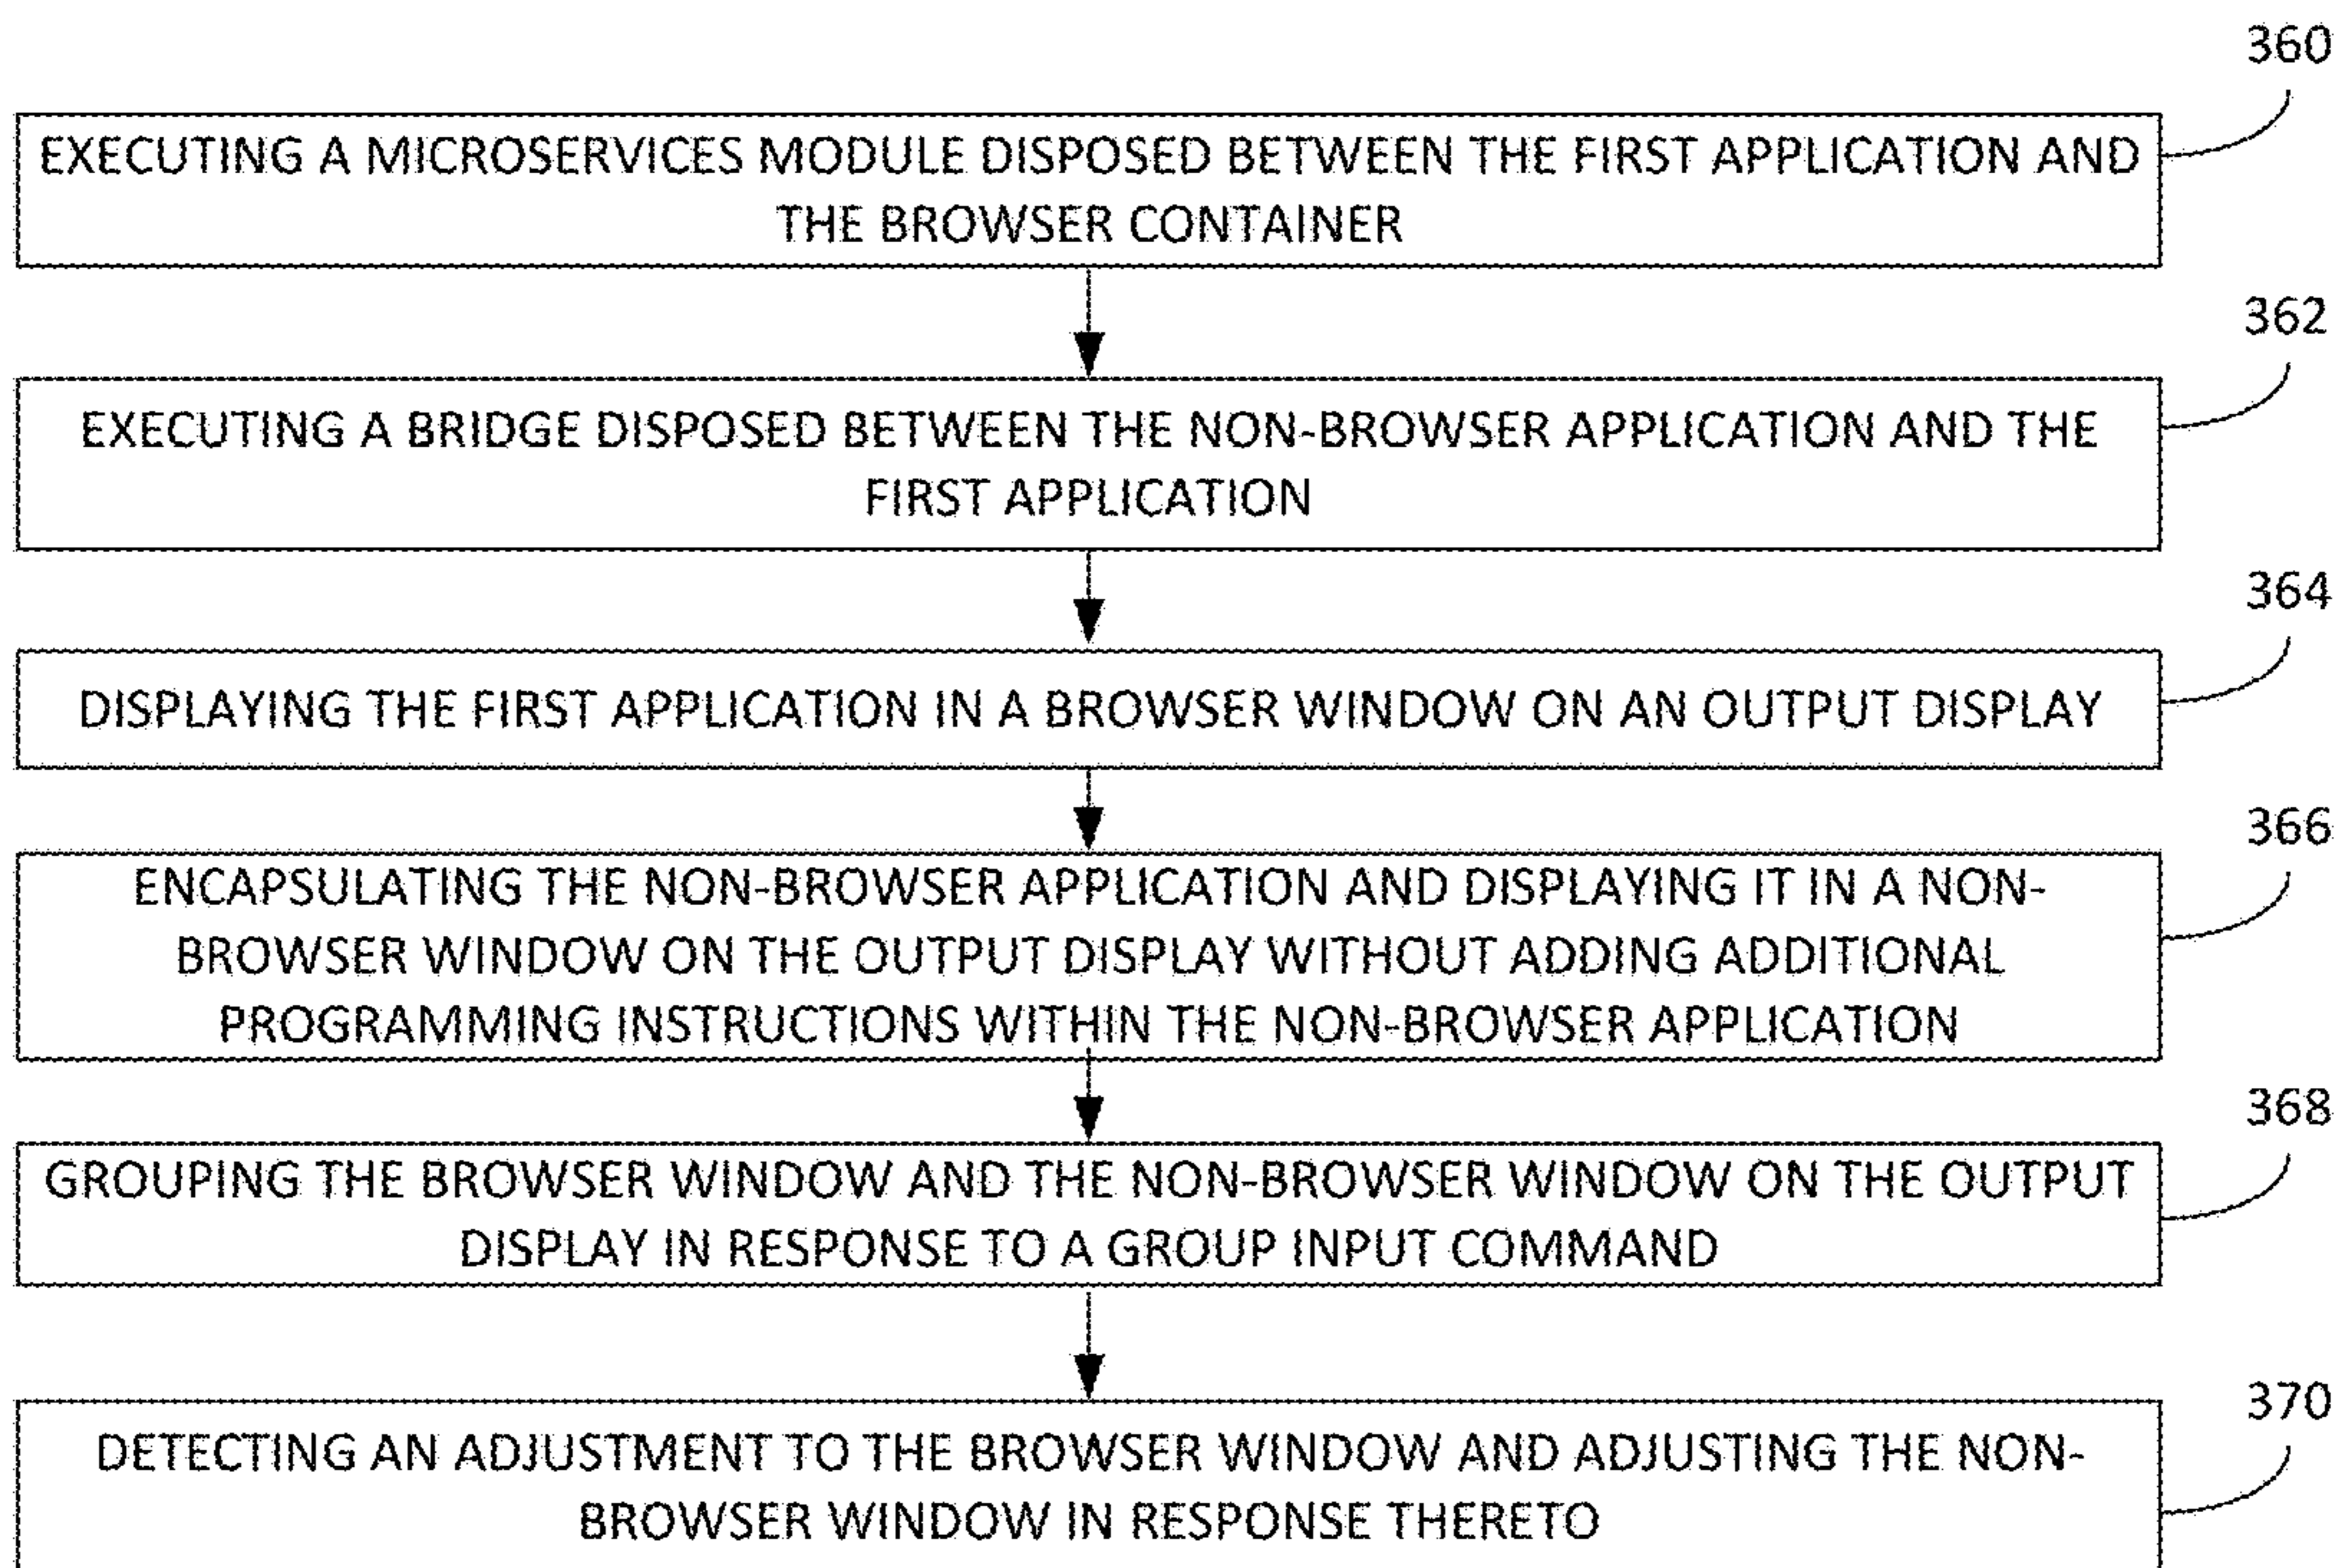 360
EXECUTING A MICROSERVICES MODULE DISPOSED BETWEEN THE FIRST APPLICATION AND
THE BROWSER CONTAINER
362
EXECUTING A BRIDGE DISPOSED BETWEEN THE NON-BROWSER APPLICATION AND THE
FIRST APPLICATION
364
DISPLAYING THE FIRST APPLICATION IN A BROWSER WINDOW ON AN OUTPUT DISPLAY
366
ENCAPSULATING THE NON-BROWSER APPLICATION AND DISPLAYING IT IN A NON-
BROWSER WINDOW ON THE OUTPUT DISPLAY WITHOUT ADDING ADDITIONAL
PROGRAMMING INSTRUCTIONS WITHIN THE NON-BROWSER APPLICATION
368
GROUPING THE BROWSER WINDOW AND THE NON-BROWSER WINDOW ON THE OUTPUT
DISPLAY IN RESPONSE TO A GROUP INPUT COMMAND
370
DETECTING AN ADJUSTMENT TO THE BROWSER WINDOW AND ADJUSTING THE NON-
BROWSER WINDOW IN RESPONSE THERETO